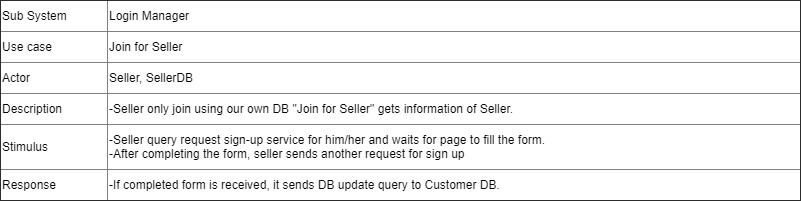 Sub System Login Manager
Use case Join for Seller
Actor Seller, SellerDB
Description -Seller only join using our own DB "Join for Seller" gets information of Seller.
Stimulus -Seller query request sign-up service for him/her and waits for page to fill the form.
-After completing the form, seller sends another request for sign up
Response -If completed form is received, it sends DB update query to Customer DB.